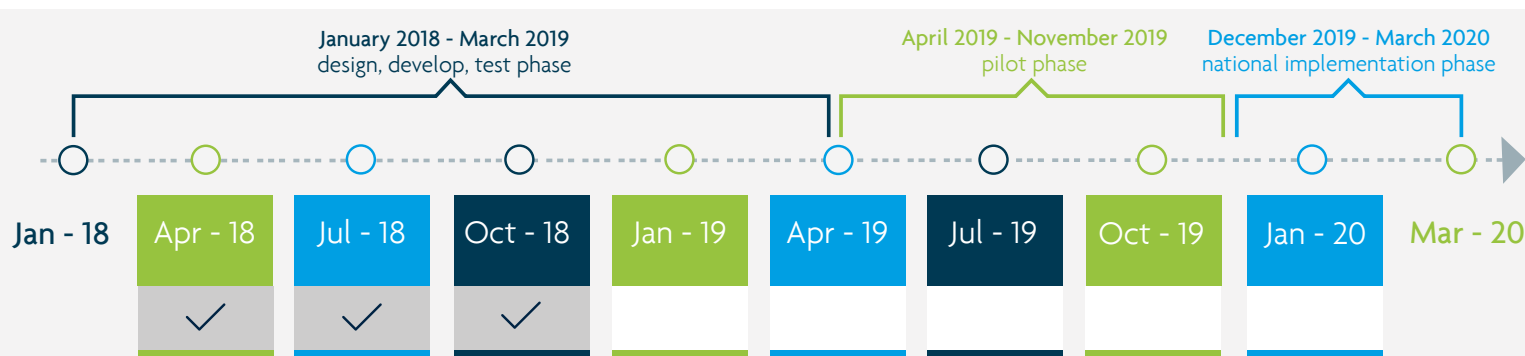 January 2018 - March 2019
design, develop, test phase
April 2019 - November 2019
pilot phase
December 2019 - March 2020
national implementation phase
Jan - 18
Apr - 18
Jul - 18
Oct - 18
Jan - 19
Apr - 19
Jul - 19
Oct - 19
Jan - 20
Mar - 20